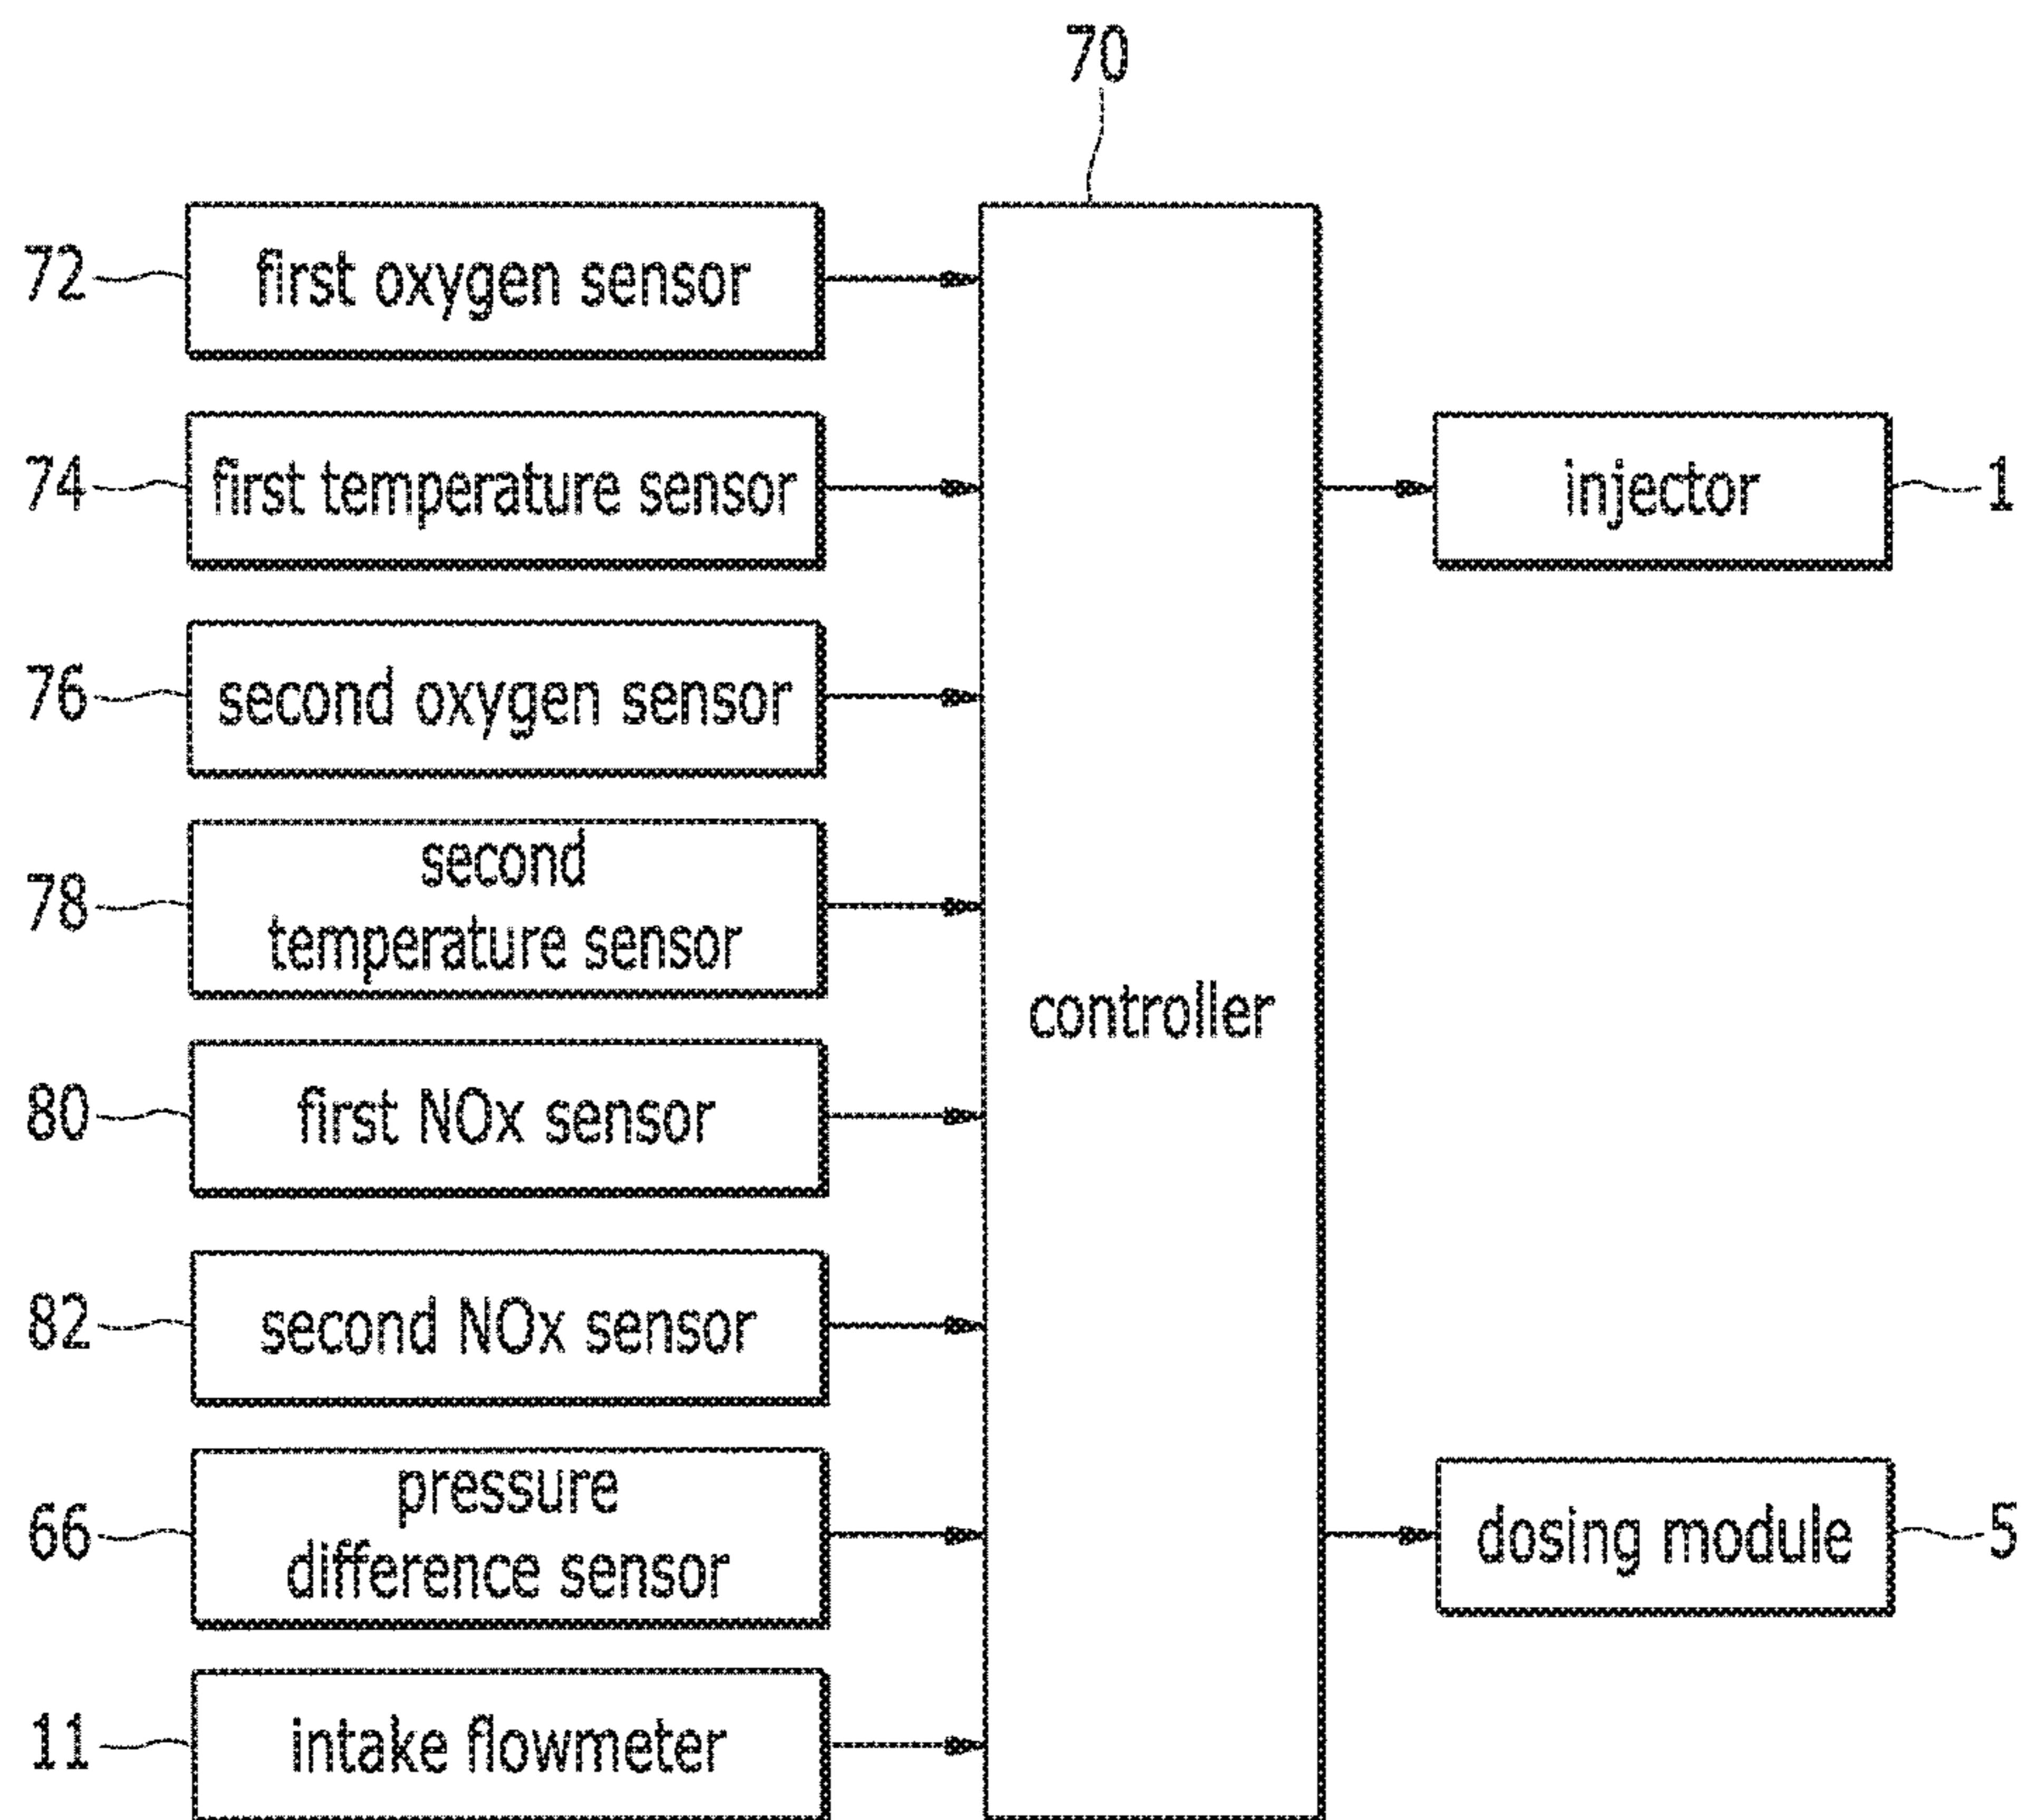 70
72
first oxygen sensor
74
first temperature sensor
injector
1
76
second oxygen sensor
78
second
temperature sensor
controller
80
first NOx sensor
82
second NOx sensor
66
pressure
difference sensor
dosing module
5
11
intake flowmeter